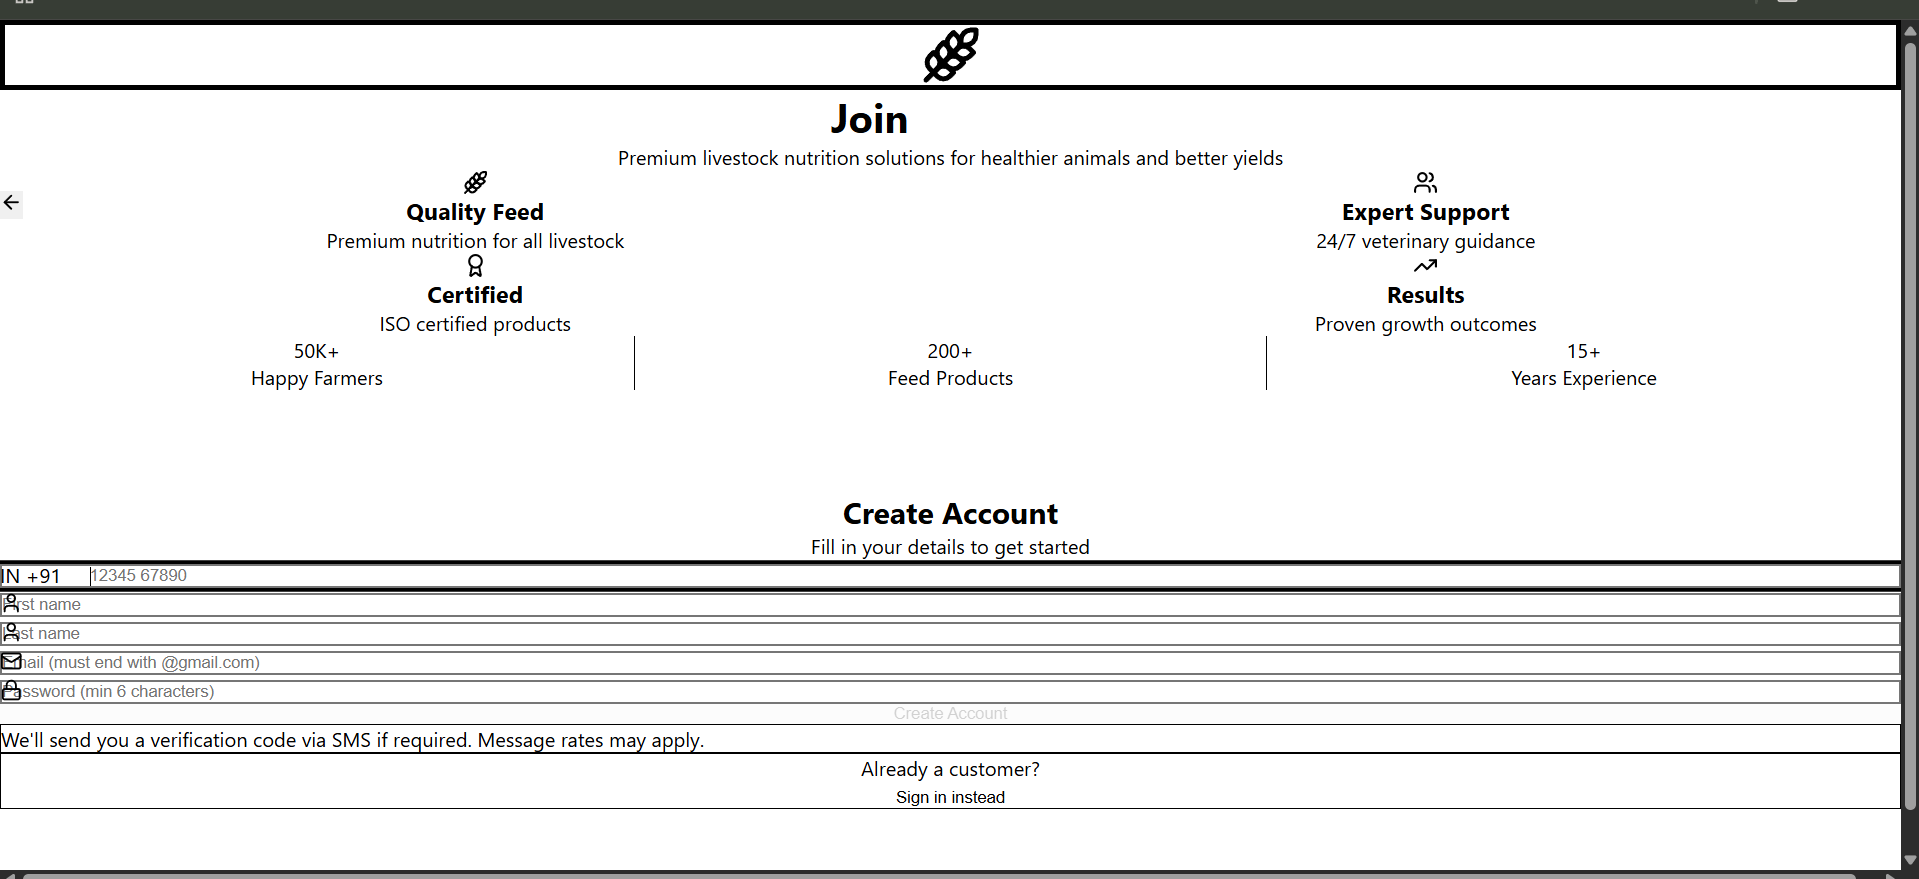 Join
Premium livestock nutrition solutions for healthier animals and better yields
Quality Feed
Premium nutrition for all livestock
Expert Support
24/7 veterinary guidance
Certified
ISO certified products
Results
Proven growth outcomes
50K+
Happy Farmers
200+
Feed Products
15+
Years Experience
Create Account
Fill in your details to get started
IN +91 12345 67890
First name
Last name
Email (must end with @gmail.com)
Password (min 6 characters)
Create Account
We'll send you a verification code via SMS if required. Message rates may apply.
Already a customer?
Sign in instead